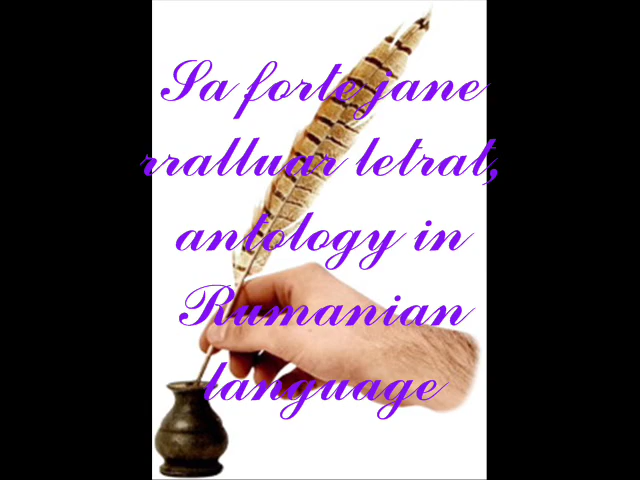 Sa forte jane
rralluar letrat,
antology in
Rumanian
language